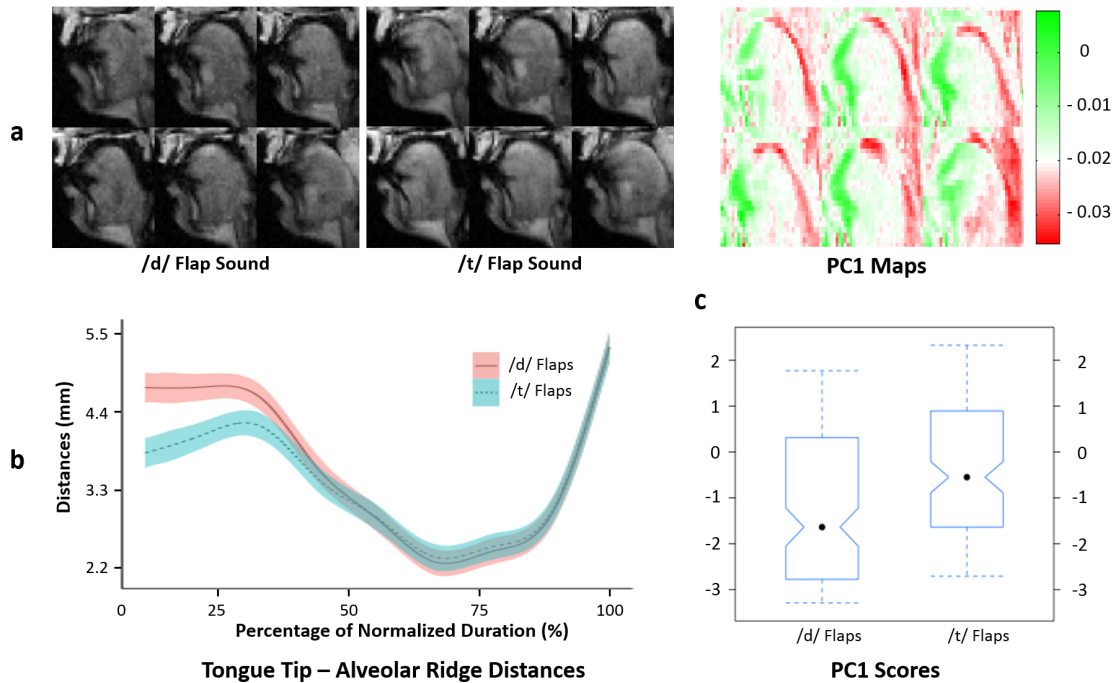 a
/d/ Flap Sound
/t/ Flap Sound
PC1 Maps
0
- 0.01
- 0.02
- 0.03
b
Distances (mm)
5.5
4.4
3.3
2.2
/d/ Flaps
/t/ Flaps
0
25
50
75
100
Percentage of Normalized Duration (%)
Tongue Tip – Alveolar Ridge Distances
c
2
1
0
-1
-2
-3
2
1
0
-1
-2
-3
/d/ Flaps
/t/ Flaps
PC1 Scores